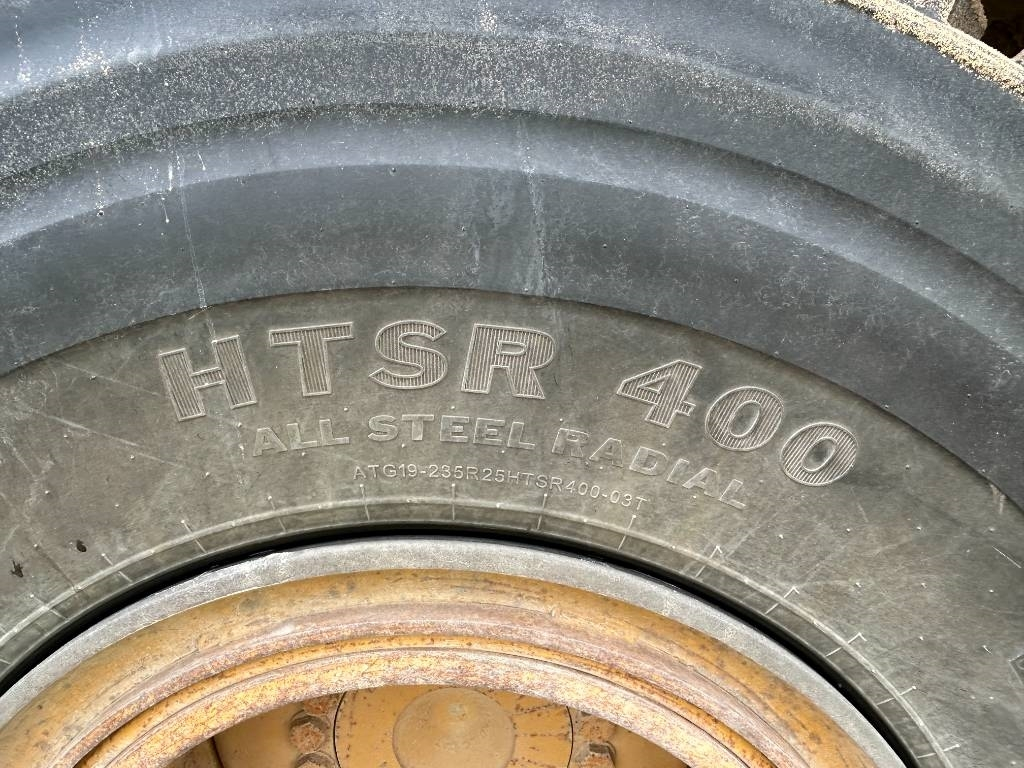 HTSR 400
ALL STEEL RADIAL
ATG19-235R25HTSR400-03T